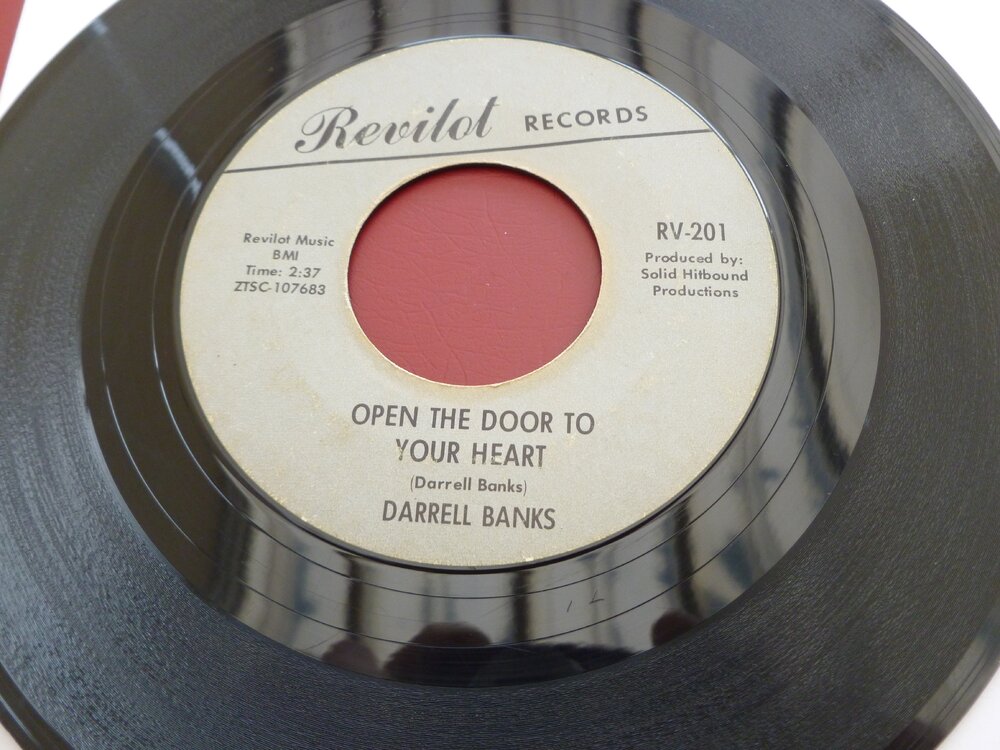 Revilot RECORDS
Revilot Music
BMI
Time: 2:37
ZTSC-107683
RV-201
Produced by:
Solid Hitbound
Productions
OPEN THE DOOR TO
YOUR HEART
(Darrell Banks)
DARRELL BANKS